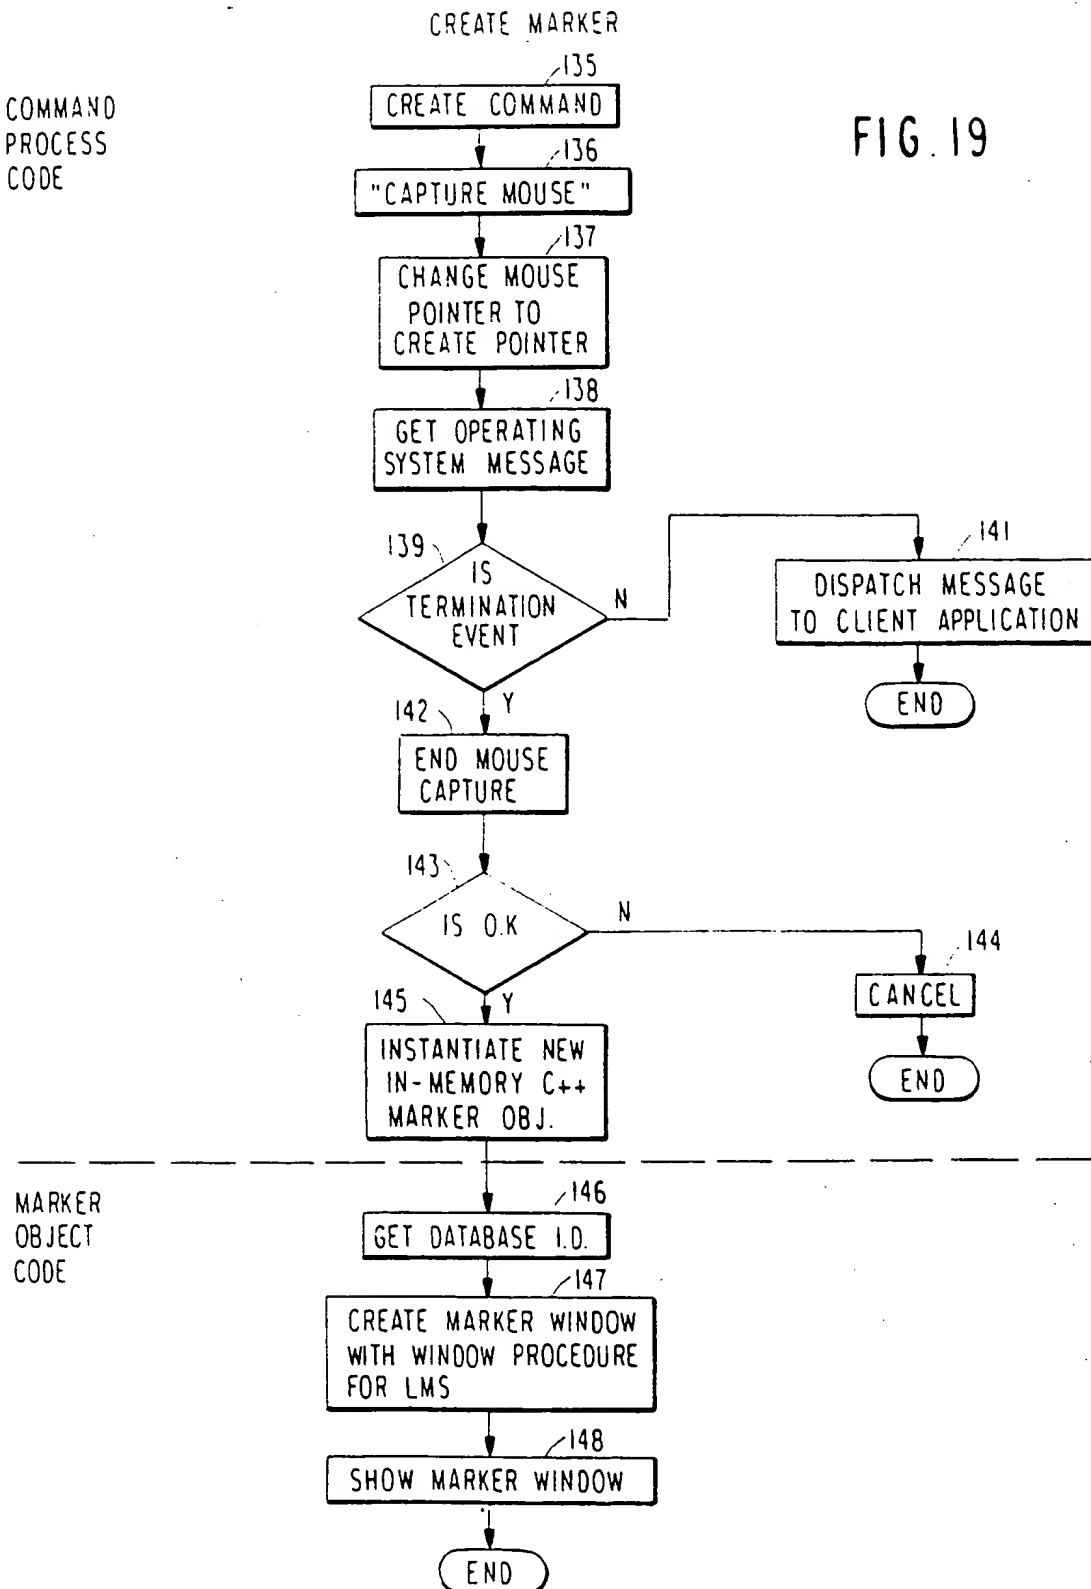 CREATE MARKER
COMMAND
PROCESS
CODE
FIG. 19
135
CREATE COMMAND
136
"CAPTURE MOUSE"
137
CHANGE MOUSE
POINTER TO
CREATE POINTER
138
GET OPERATING
SYSTEM MESSAGE
139
IS
TERMINATION
EVENT
N
141
DISPATCH MESSAGE
TO CLIENT APPLICATION
END
Y
142
END MOUSE
CAPTURE
143
IS O.K
N
144
CANCEL
END
Y
145
INSTANTIATE NEW
IN-MEMORY C++
MARKER OBJ.
MARKER
OBJECT
CODE
146
GET DATABASE I.D.
147
CREATE MARKER WINDOW
WITH WINDOW PROCEDURE
FOR LMS
148
SHOW MARKER WINDOW
END